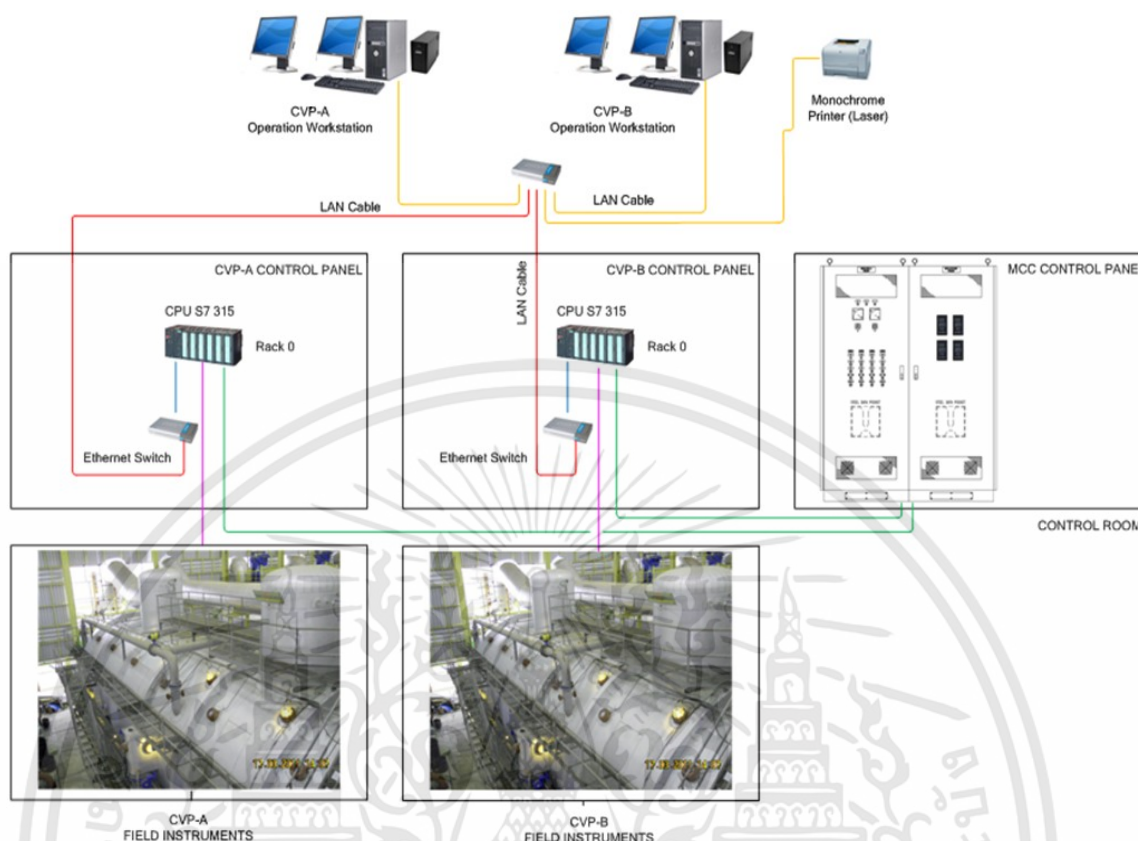 CVP-A
Operation Workstation
CVP-B
Operation Workstation
Monochrome
Printer (Laser)
LAN Cable
LAN Cable
CVP-A CONTROL PANEL
CPU S7 315
Rack 0
Ethernet Switch
LAN Cable
CVP-B CONTROL PANEL
CPU S7 315
Rack 0
Ethernet Switch
MCC CONTROL PANE
CONTROL ROOM
CVP-A
FIELD INSTRUMENTS
CVP-B
FIELD INSTRUMENTS